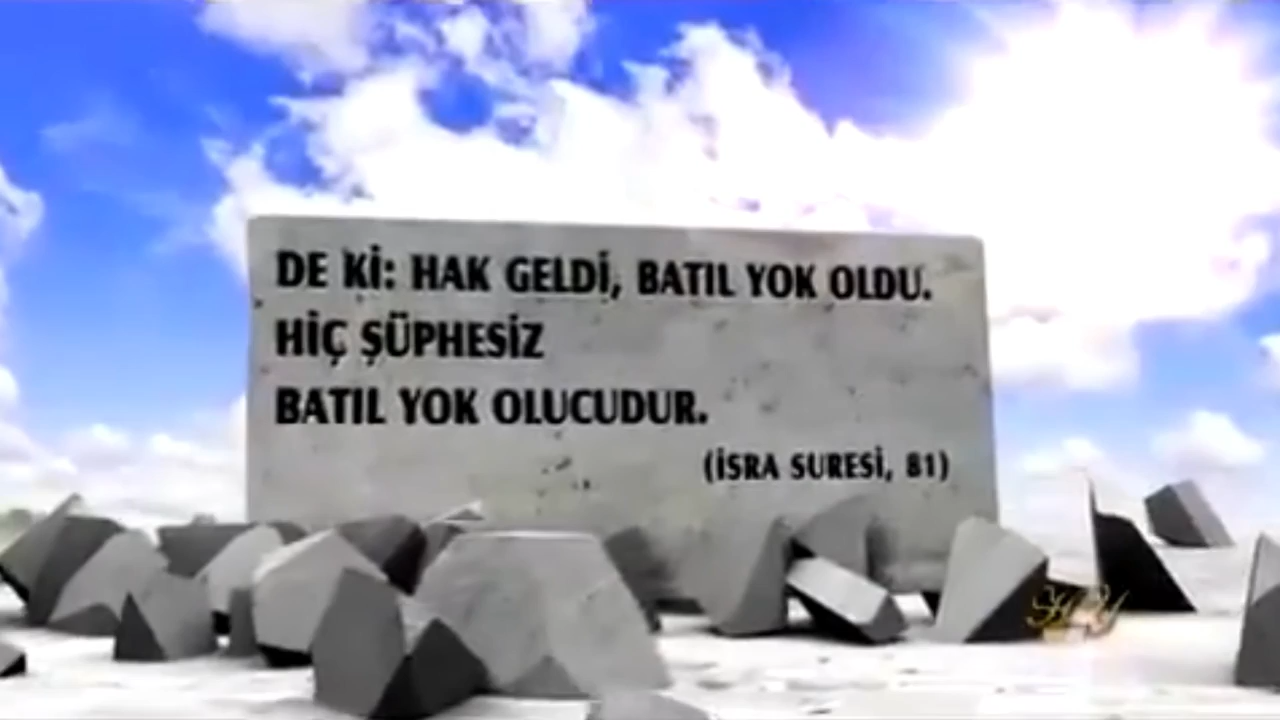 DE Kİ: HAK GELDİ, BATIL YOK OLDU.
HİÇ ŞÜPHESİZ
BATIL YOK OLUCUDUR.
(İSRA SURESİ, 81)